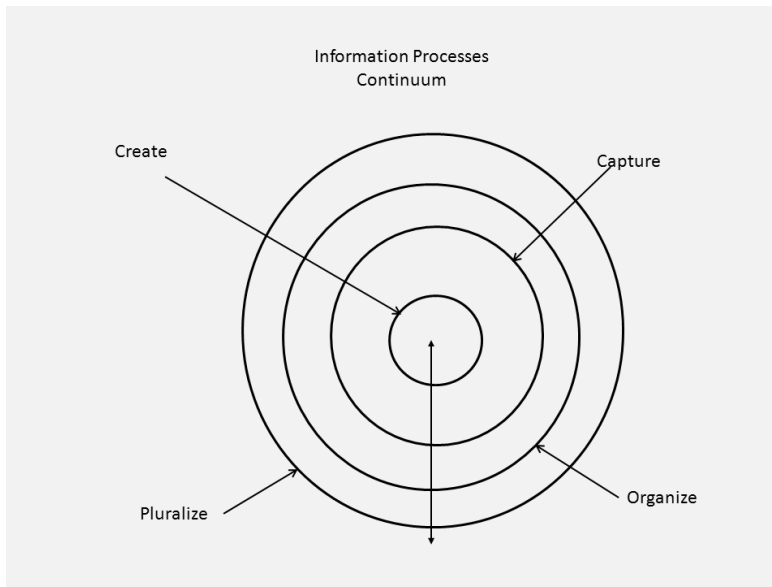 Information Processes
Continuum
Create
Capture
Organize
Pluralize